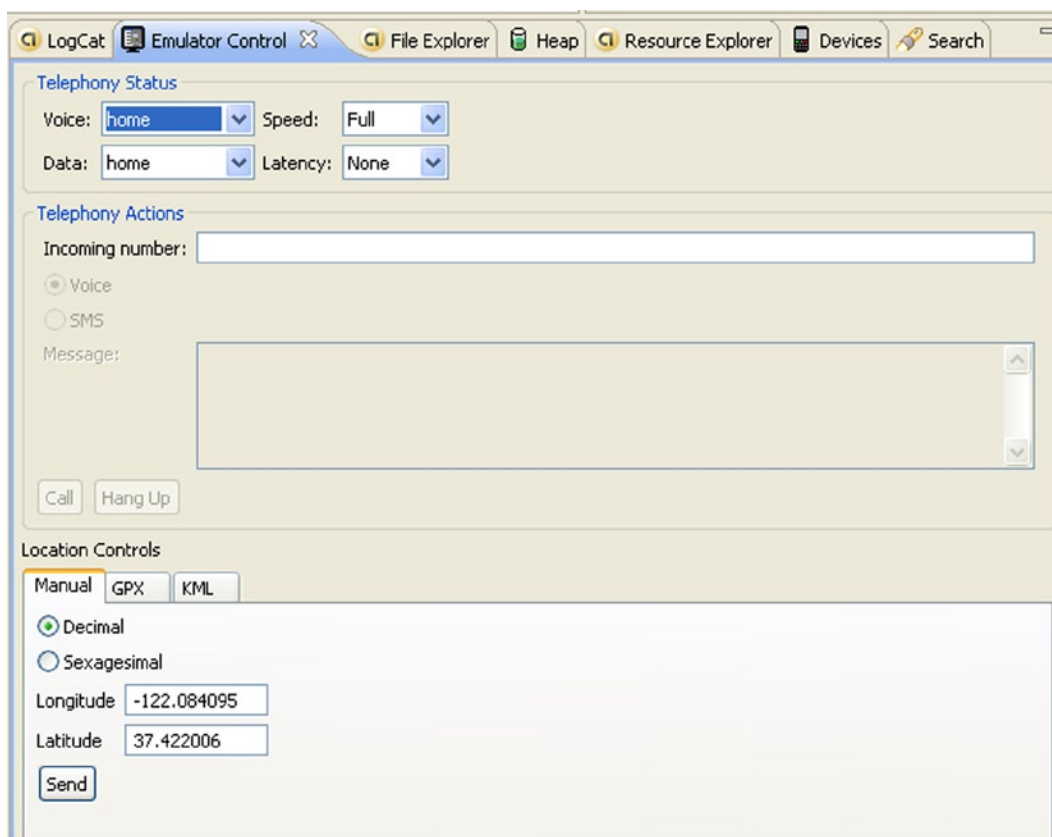 LogCat Emulator Control File Explorer Heap Resource Explorer Devices Search
Telephony Status
Voice: home Speed: Full
Data: home Latency: None
Telephony Actions
Incoming number:
Voice
SMS
Message:
Call Hang Up
Location Controls
Manual GPX KML
Decimal
Sexagesimal
Longitude -122.084095
Latitude 37.422006
Send